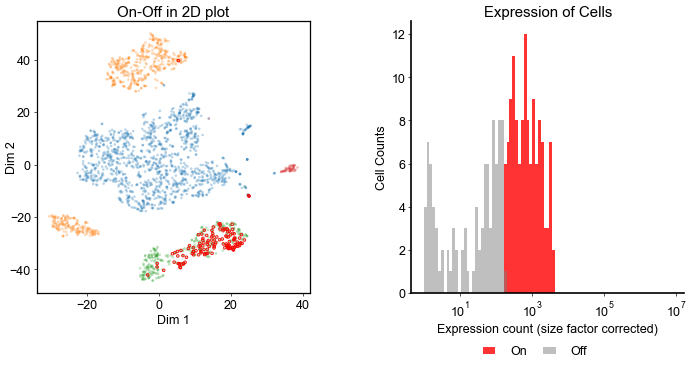 On-Off in 2D plot
Expression of Cells
Dim 2
40
20
0
−20
−40
−20
0
20
40
Dim 1
Cell Counts
12
10
8
6
4
2
0
10^1
10^3
10^5
10^7
Expression count (size factor corrected)
On
Off